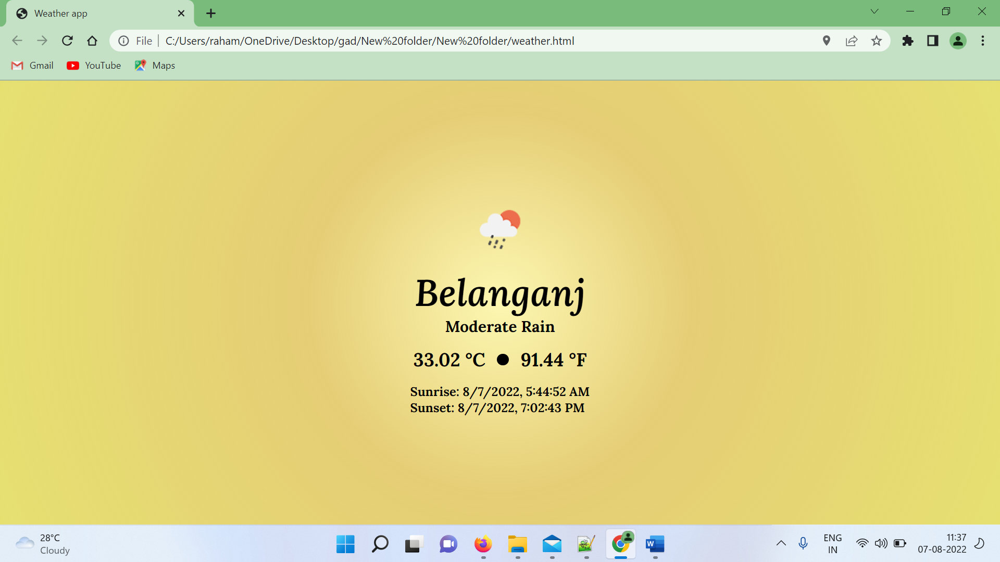 Weather app
File
C:/Users/raham/OneDrive/Desktop/gad/New%20folder/New%20folder/weather.html
Gmail
YouTube
Maps
Belanganj
Moderate Rain
33.02 °C ● 91.44 °F
Sunrise: 8/7/2022, 5:44:52 AM
Sunset: 8/7/2022, 7:02:43 PM
28°C
Cloudy
W
ENG
IN
11:37
07-08-2022